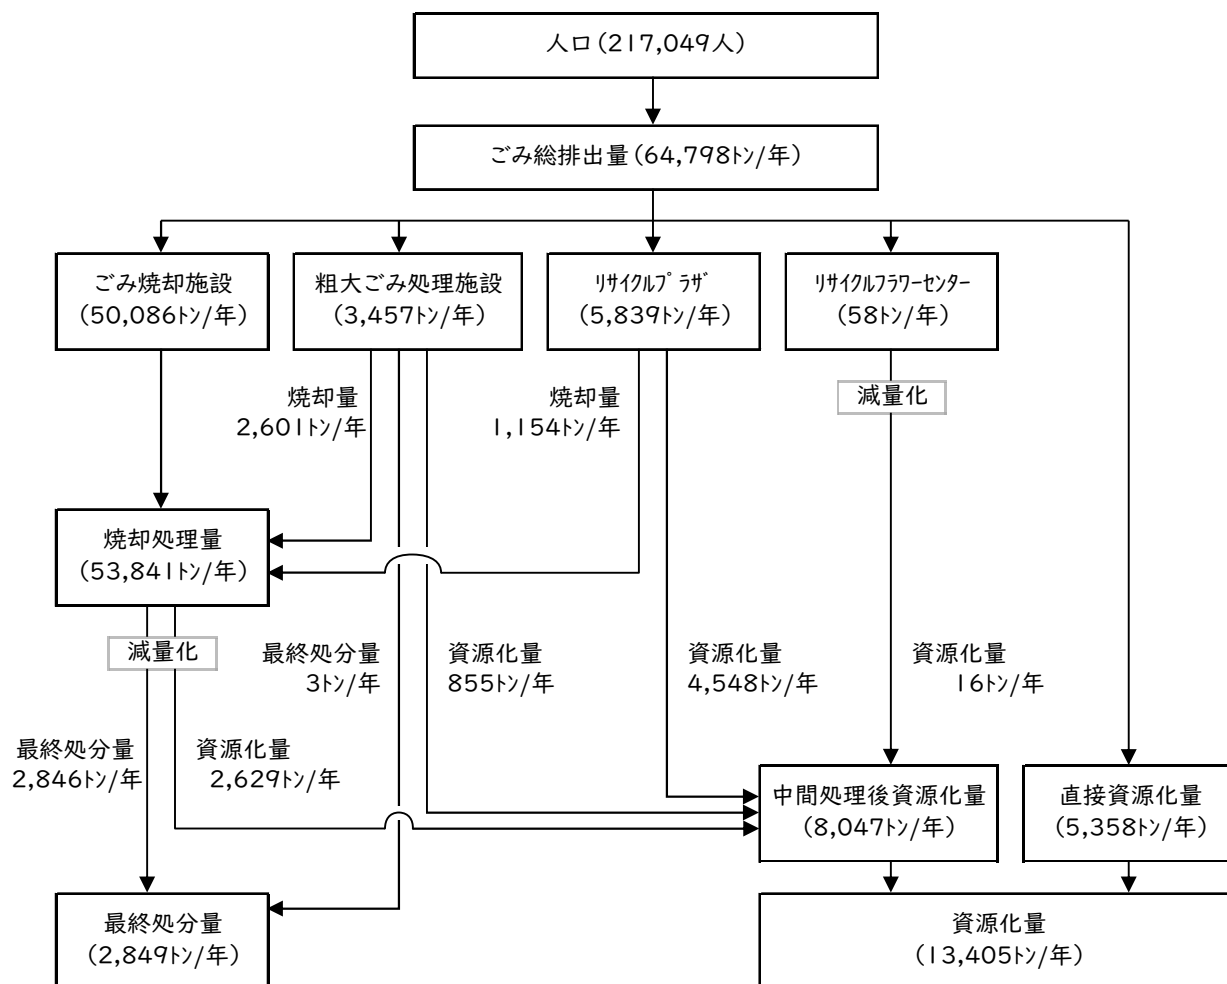 人口(217,049人)
ごみ総排出量(64,798㌧/年)
ごみ焼却施設
(50,086㌧/年)
粗大ごみ処理施設
(3,457㌧/年)
ﾘｻｲｸﾙﾌﾟﾗｻﾞ
(5,839㌧/年)
ﾘｻｲｸﾙﾌﾗﾜｰｾﾝﾀｰ
(58㌧/年)
焼却量
2,601㌧/年
焼却量
1,154㌧/年
減量化
焼却処理量
(53,841㌧/年)
減量化
最終処分量
3㌧/年
資源化量
855㌧/年
資源化量
4,548㌧/年
資源化量
16㌧/年
最終処分量
2,846㌧/年
資源化量
2,629㌧/年
中間処理後資源化量
(8,047㌧/年)
直接資源化量
(5,358㌧/年)
最終処分量
(2,849㌧/年)
資源化量
(13,405㌧/年)